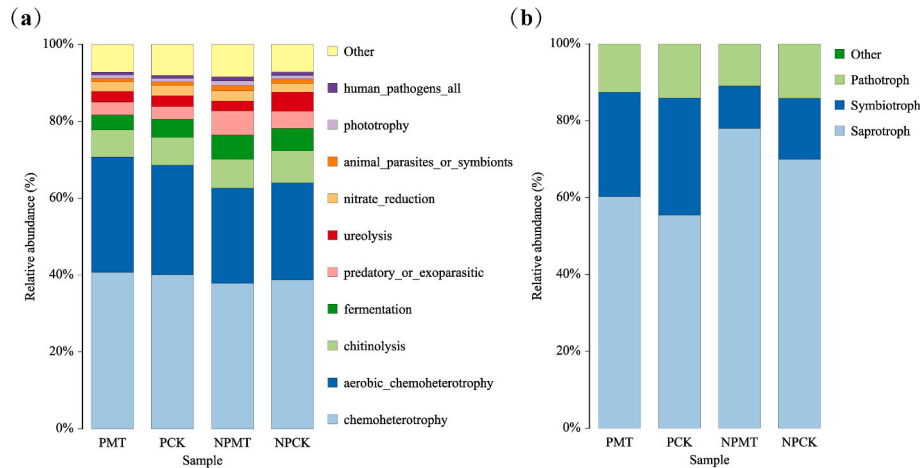 (a)
Relative abundance (%)
100%
80%
60%
40%
20%
0%
PMT PCK NPMT NPCK
Sample
Other
human_pathogens_all
phototrophy
animal_parasites_or_symbionts
nitrate_reduction
ureolysis
predatory_or_exoparasitic
fermentation
chitinolysis
aerobic_chemoheterotrophy
chemoheterotrophy
(b)
Relative abundance (%)
100%
80%
60%
40%
20%
0%
PMT PCK NPMT NPCK
Sample
Other
Pathotroph
Symbiotroph
Saprotroph